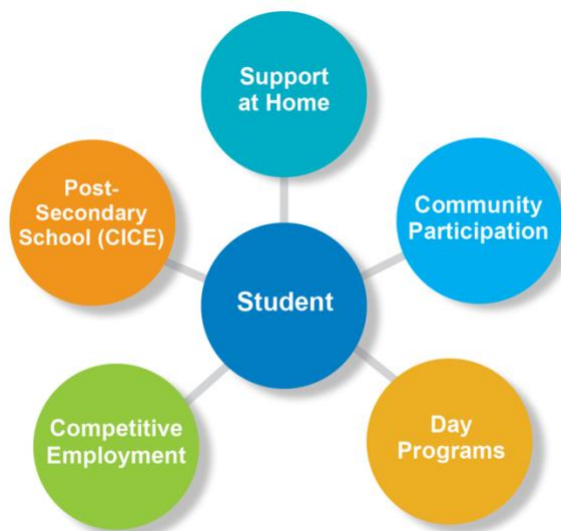 Support
at Home
Post-
Secondary
School (CICE)
Community
Participation
Student
Competitive
Employment
Day
Programs